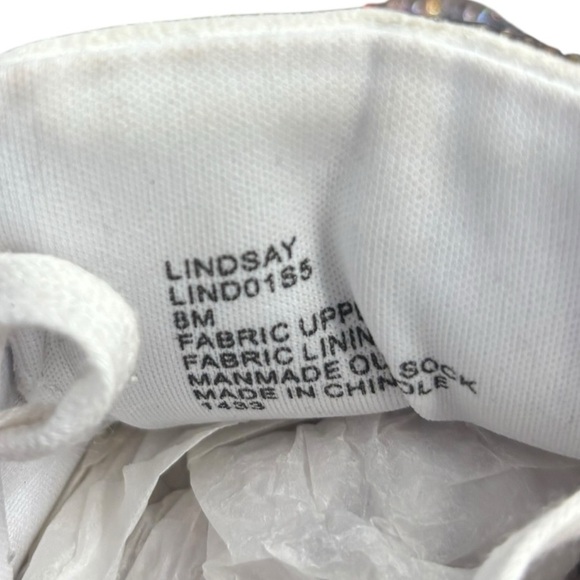 LINDSAY
LIND01S5
8M
FABRIC UPP
FABRIC LININ
MANMADE OU SOCK
MADE IN CHIN OLE
1433